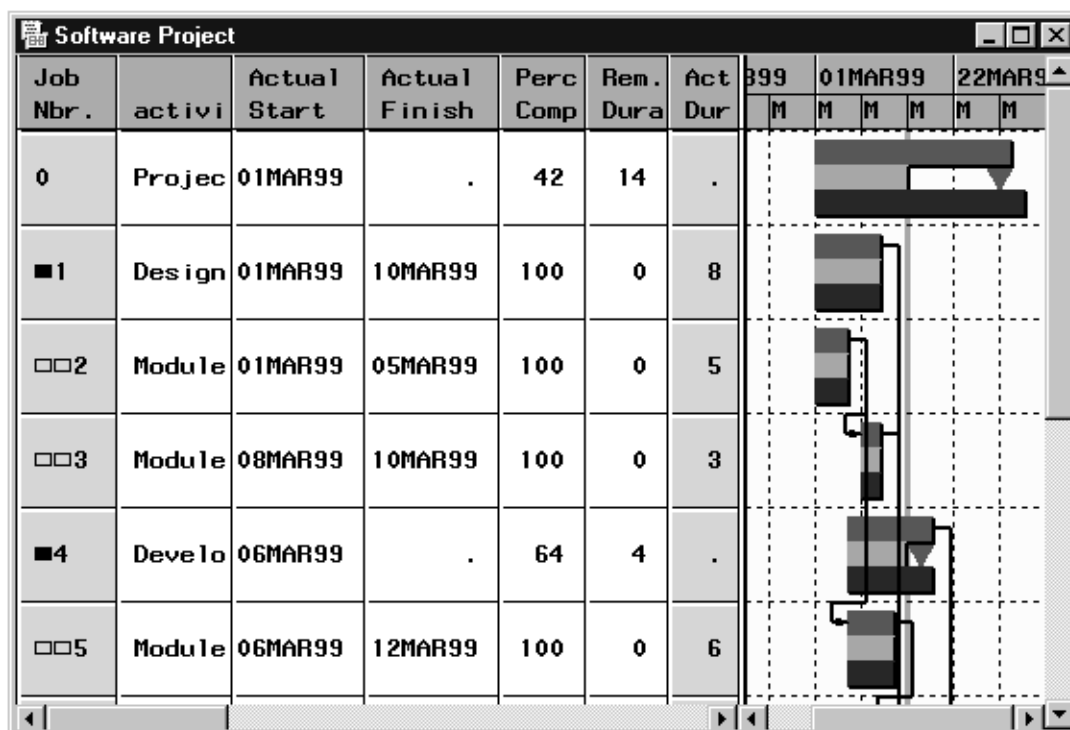 Software Project
Job Nbr. activi Actual Start Actual Finish Perc Comp Rem. Dura Act Dur 399 01MAR99 22MAR9
M M M M M M
0 Projec 01MAR99 . 42 14 .
■1 Design 01MAR99 10MAR99 100 0 8
□□2 Module 01MAR99 05MAR99 100 0 5
□□3 Module 08MAR99 10MAR99 100 0 3
■4 Develo 06MAR99 . 64 4 .
□□5 Module 06MAR99 12MAR99 100 0 6